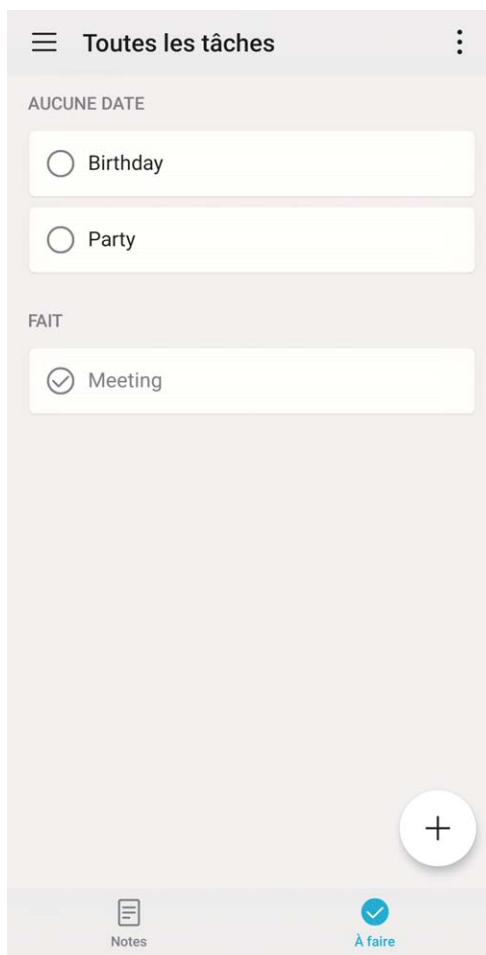 Toutes les tâches
AUCUNE DATE
Birthday
Party
FAIT
Meeting
Notes
À faire